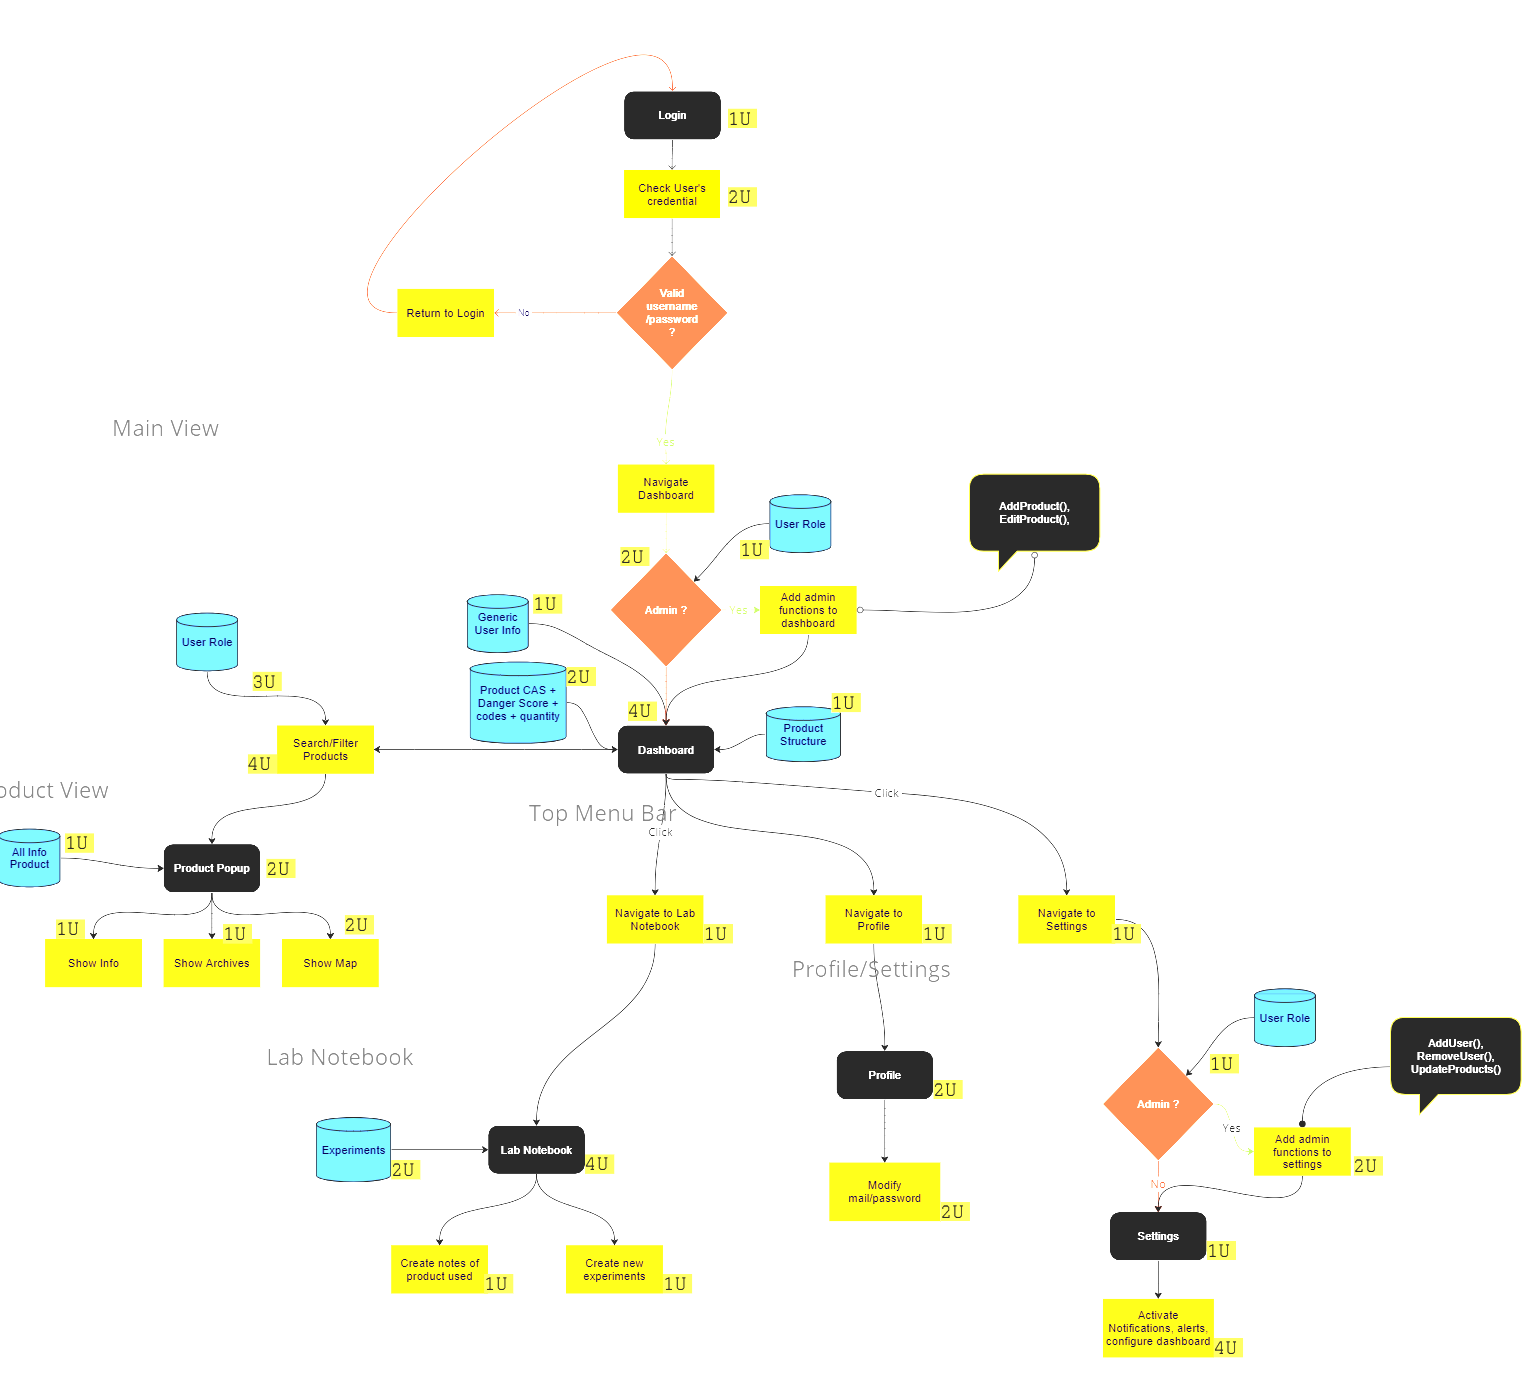 Login
1U
Check User's
credential
2U
Valid
username
/password
?
No
Return to Login
Main View
Yes
Navigate
Dashboard
User Role
AddProduct(),
EditProduct(),
2U
1U
Admin ?
Yes
Add admin
functions to
dashboard
Generic
User Info
1U
User Role
3U
Product CAS +
Danger Score +
codes + quantity
2U
4U
1U
Product
Structure
Dashboard
Search/Filter
Products
4U
oduct View
Top Menu Bar
Click
Click
All Info
Product
1U
Product Popup
2U
1U
1U
2U
Show Info
Show Archives
Show Map
Navigate to Lab
Notebook
1U
Navigate to
Profile
1U
Navigate to
Settings
1U
Profile/Settings
Lab Notebook
User Role
1U
AddUser(),
RemoveUser(),
UpdateProducts()
Profile
2U
Admin ?
Yes
Add admin
functions to
settings
2U
Experiments
2U
Lab Notebook
4U
Modify
mail/password
2U
No
Settings
1U
Create notes of
product used
1U
Create new
experiments
1U
Activate
Notifications, alerts,
configure dashboard
4U